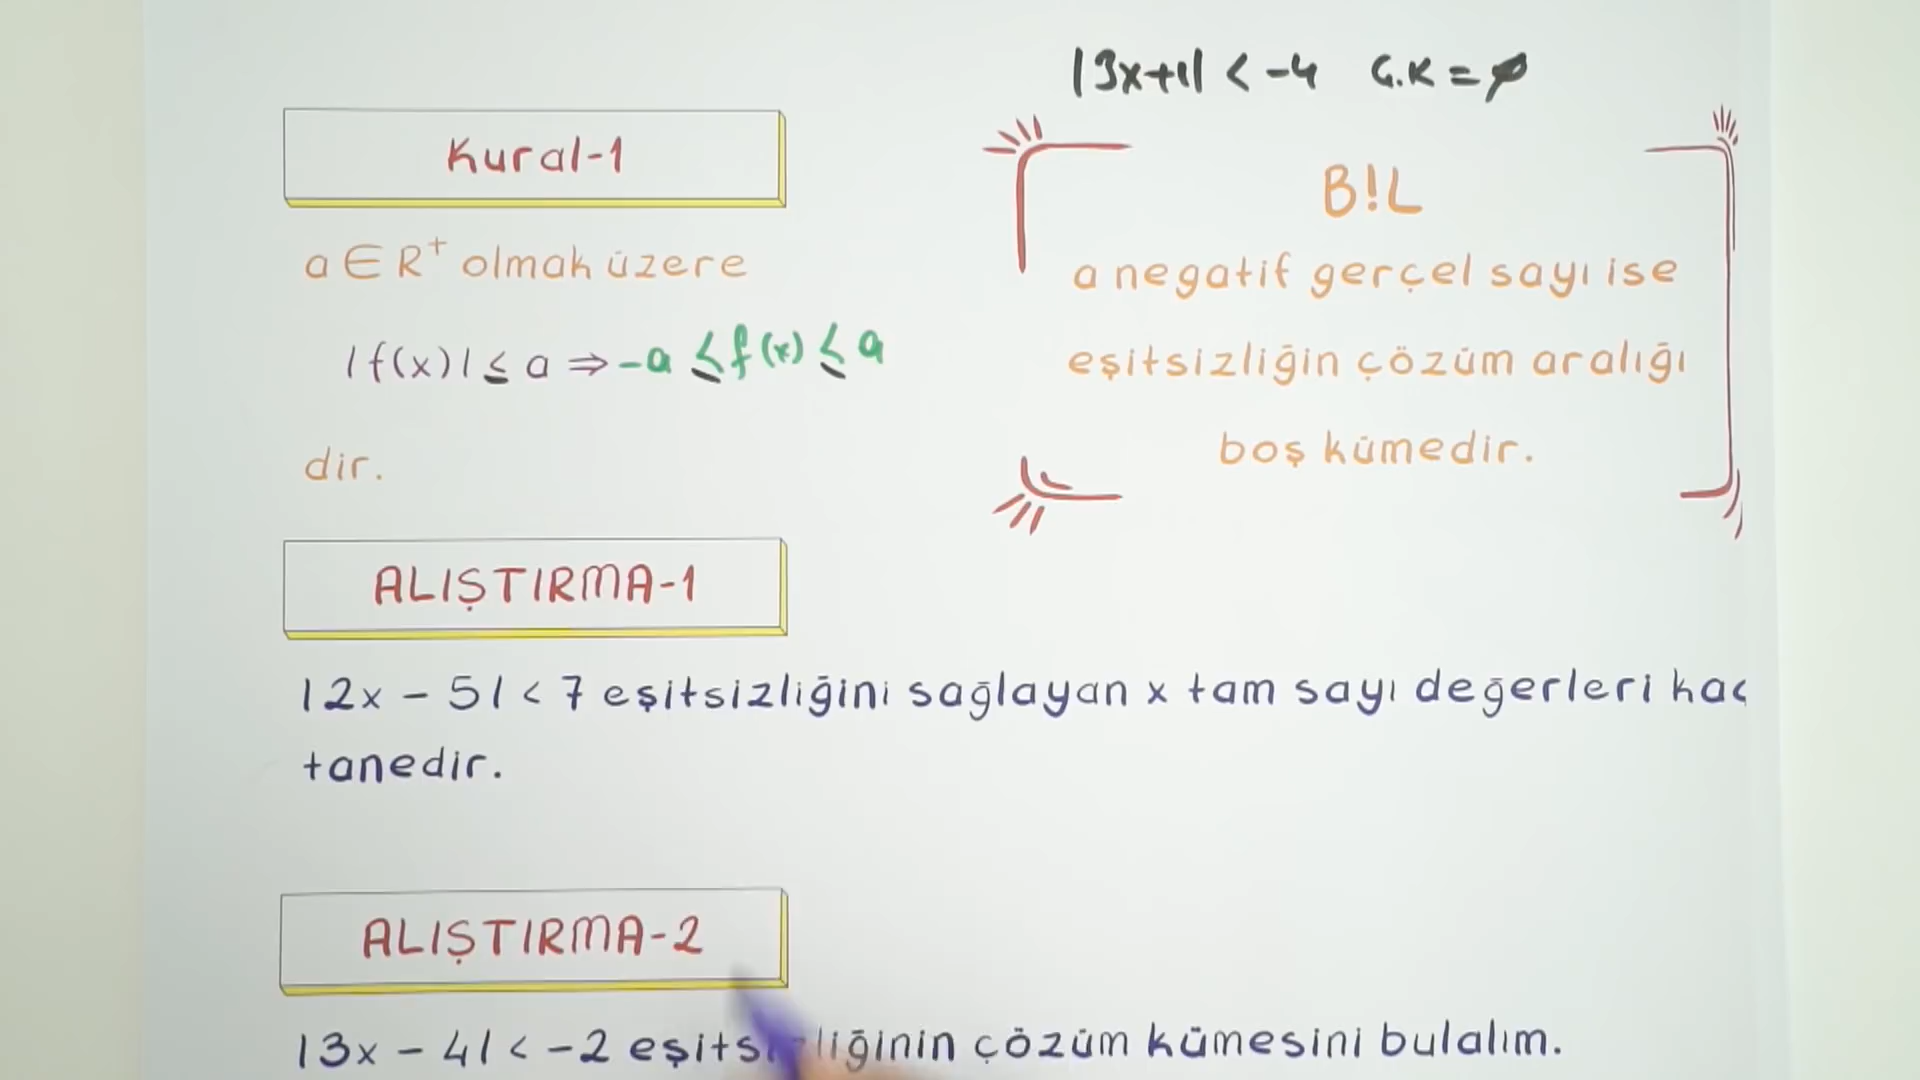 |3x+1| < -4 Ç.K = ∅
Kural-1
a ∈ R⁺ olmak üzere
|f(x)| ≤ a ⇒ -a ≤ f(x) ≤ a
dir.
B!L
a negatif gerçel sayı ise
eşitsizliğin çözüm aralığı
boş kümedir.
ALIŞTIRMA-1
|2x - 5| < 7 eşitsizliğini sağlayan x tam sayı değerleri kaç
tanedir.
ALIŞTIRMA-2
|3x - 4| < -2 eşitsizliğinin çözüm kümesini bulalım.